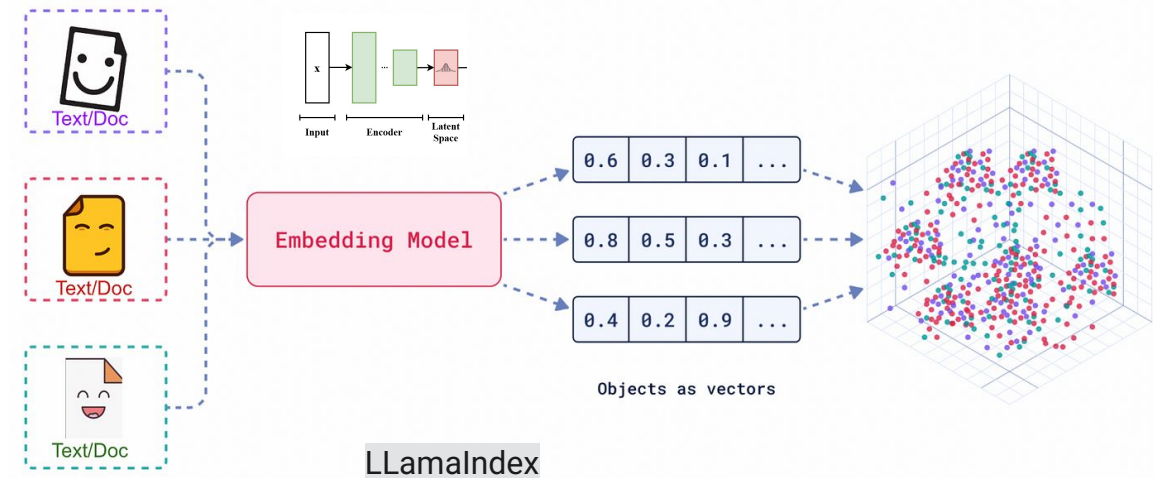 Text/Doc
Text/Doc
Text/Doc
x
...
Input
Encoder
Latent
Space
Embedding Model
0.6 0.3 0.1 ...
0.8 0.5 0.3 ...
0.4 0.2 0.9 ...
Objects as vectors
LLamaIndex